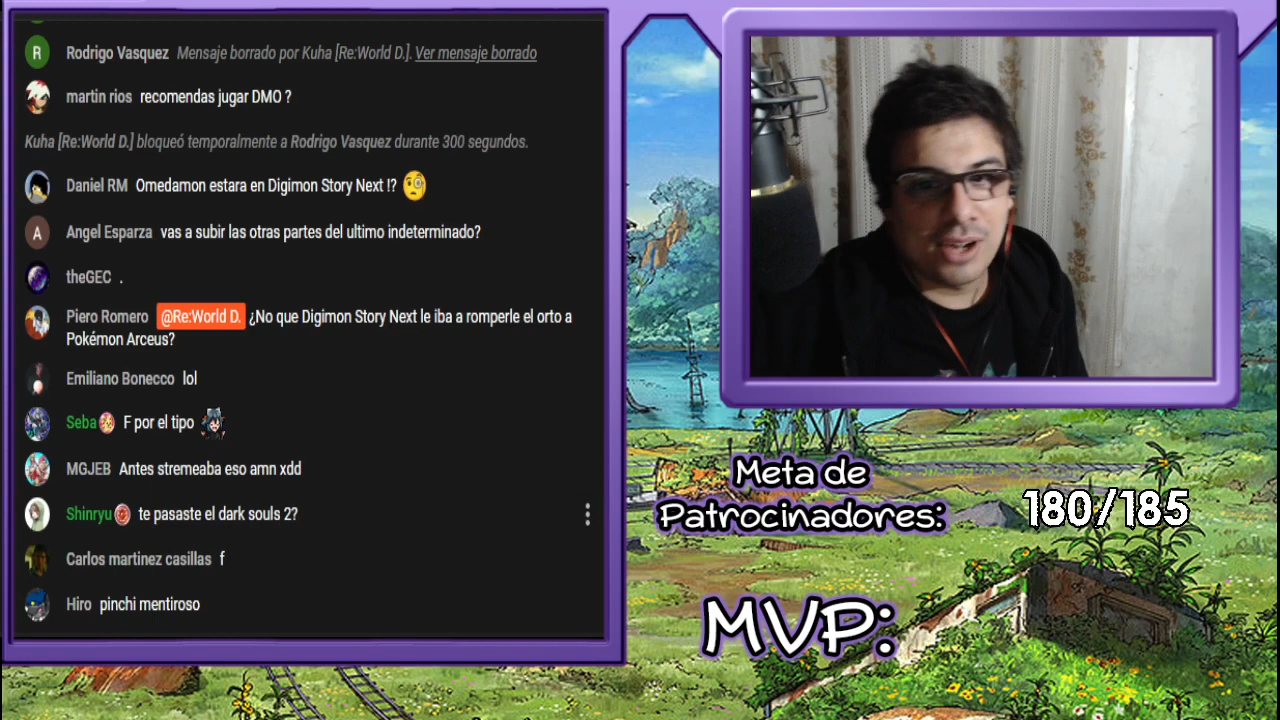 R Rodrigo Vasquez Mensaje borrado por Kuha [Re:World D.]. Ver mensaje borrado
martin rios recomendas jugar DMO ?
Kuha [Re:World D.] bloqueó temporalmente a Rodrigo Vasquez durante 300 segundos.
Daniel RM Omedamon estara en Digimon Story Next !?
A Angel Esparza vas a subir las otras partes del ultimo indeterminado?
theGEC .
Piero Romero @Re:World D. ¿No que Digimon Story Next le iba a romperle el orto a
Pokémon Arceus?
Emiliano Bonecco lol
Seba F por el tipo
MGJEB Antes stremeaba eso amn xdd
Shinryu te pasaste el dark souls 2?
Carlos martinez casillas f
Hiro pinchi mentiroso
Meta de
Patrocinadores: 180/185
MVP: